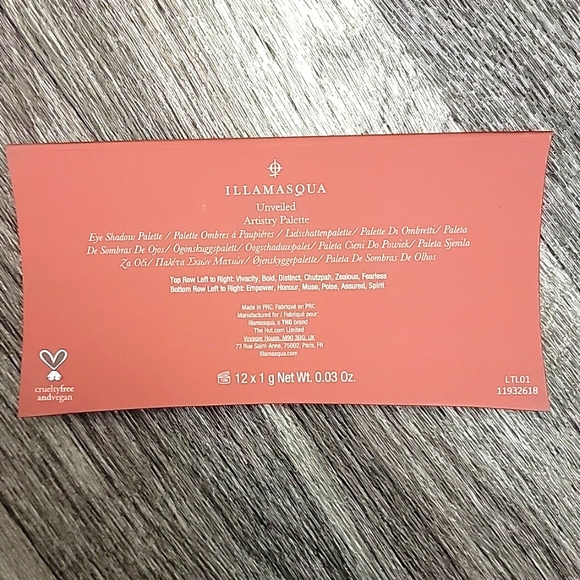 ILLAMASQUA
Unveiled
Artistry Palette
Eye Shadow Palette / Palette Ombres à Paupières / Lidschattenpalette / Palette Di Ombretti / Paleta
De Sombras De Ojos / Ögonskuggspalett / Oogschaduwpalet / Paleta Cieni Do Powiek / Paleta Sjenila
Za Oči / Παλέτα Σκιών Ματιών / Øjenskyggepalette / Paleta De Sombras De Olhos
Top Row Left to Right: Vivacity, Bold, Distinct, Chutzpah, Zealous, Fearless
Bottom Row Left to Right: Empower, Honour, Muse, Poise, Assured, Spirit
Made in PRC. Fabriqué en PRC
Manufactured for / Fabriqué pour:
Illamasqua, a THG brand
The Hut.com Limited
Voyager House, M90 3DQ, UK
73 Rue Saint-Anne, 75002, Paris, FR
illamasqua.com
12 x 1 g Net Wt. 0.03 Oz.
crueltyfree
andvegan
LTL01
11932618